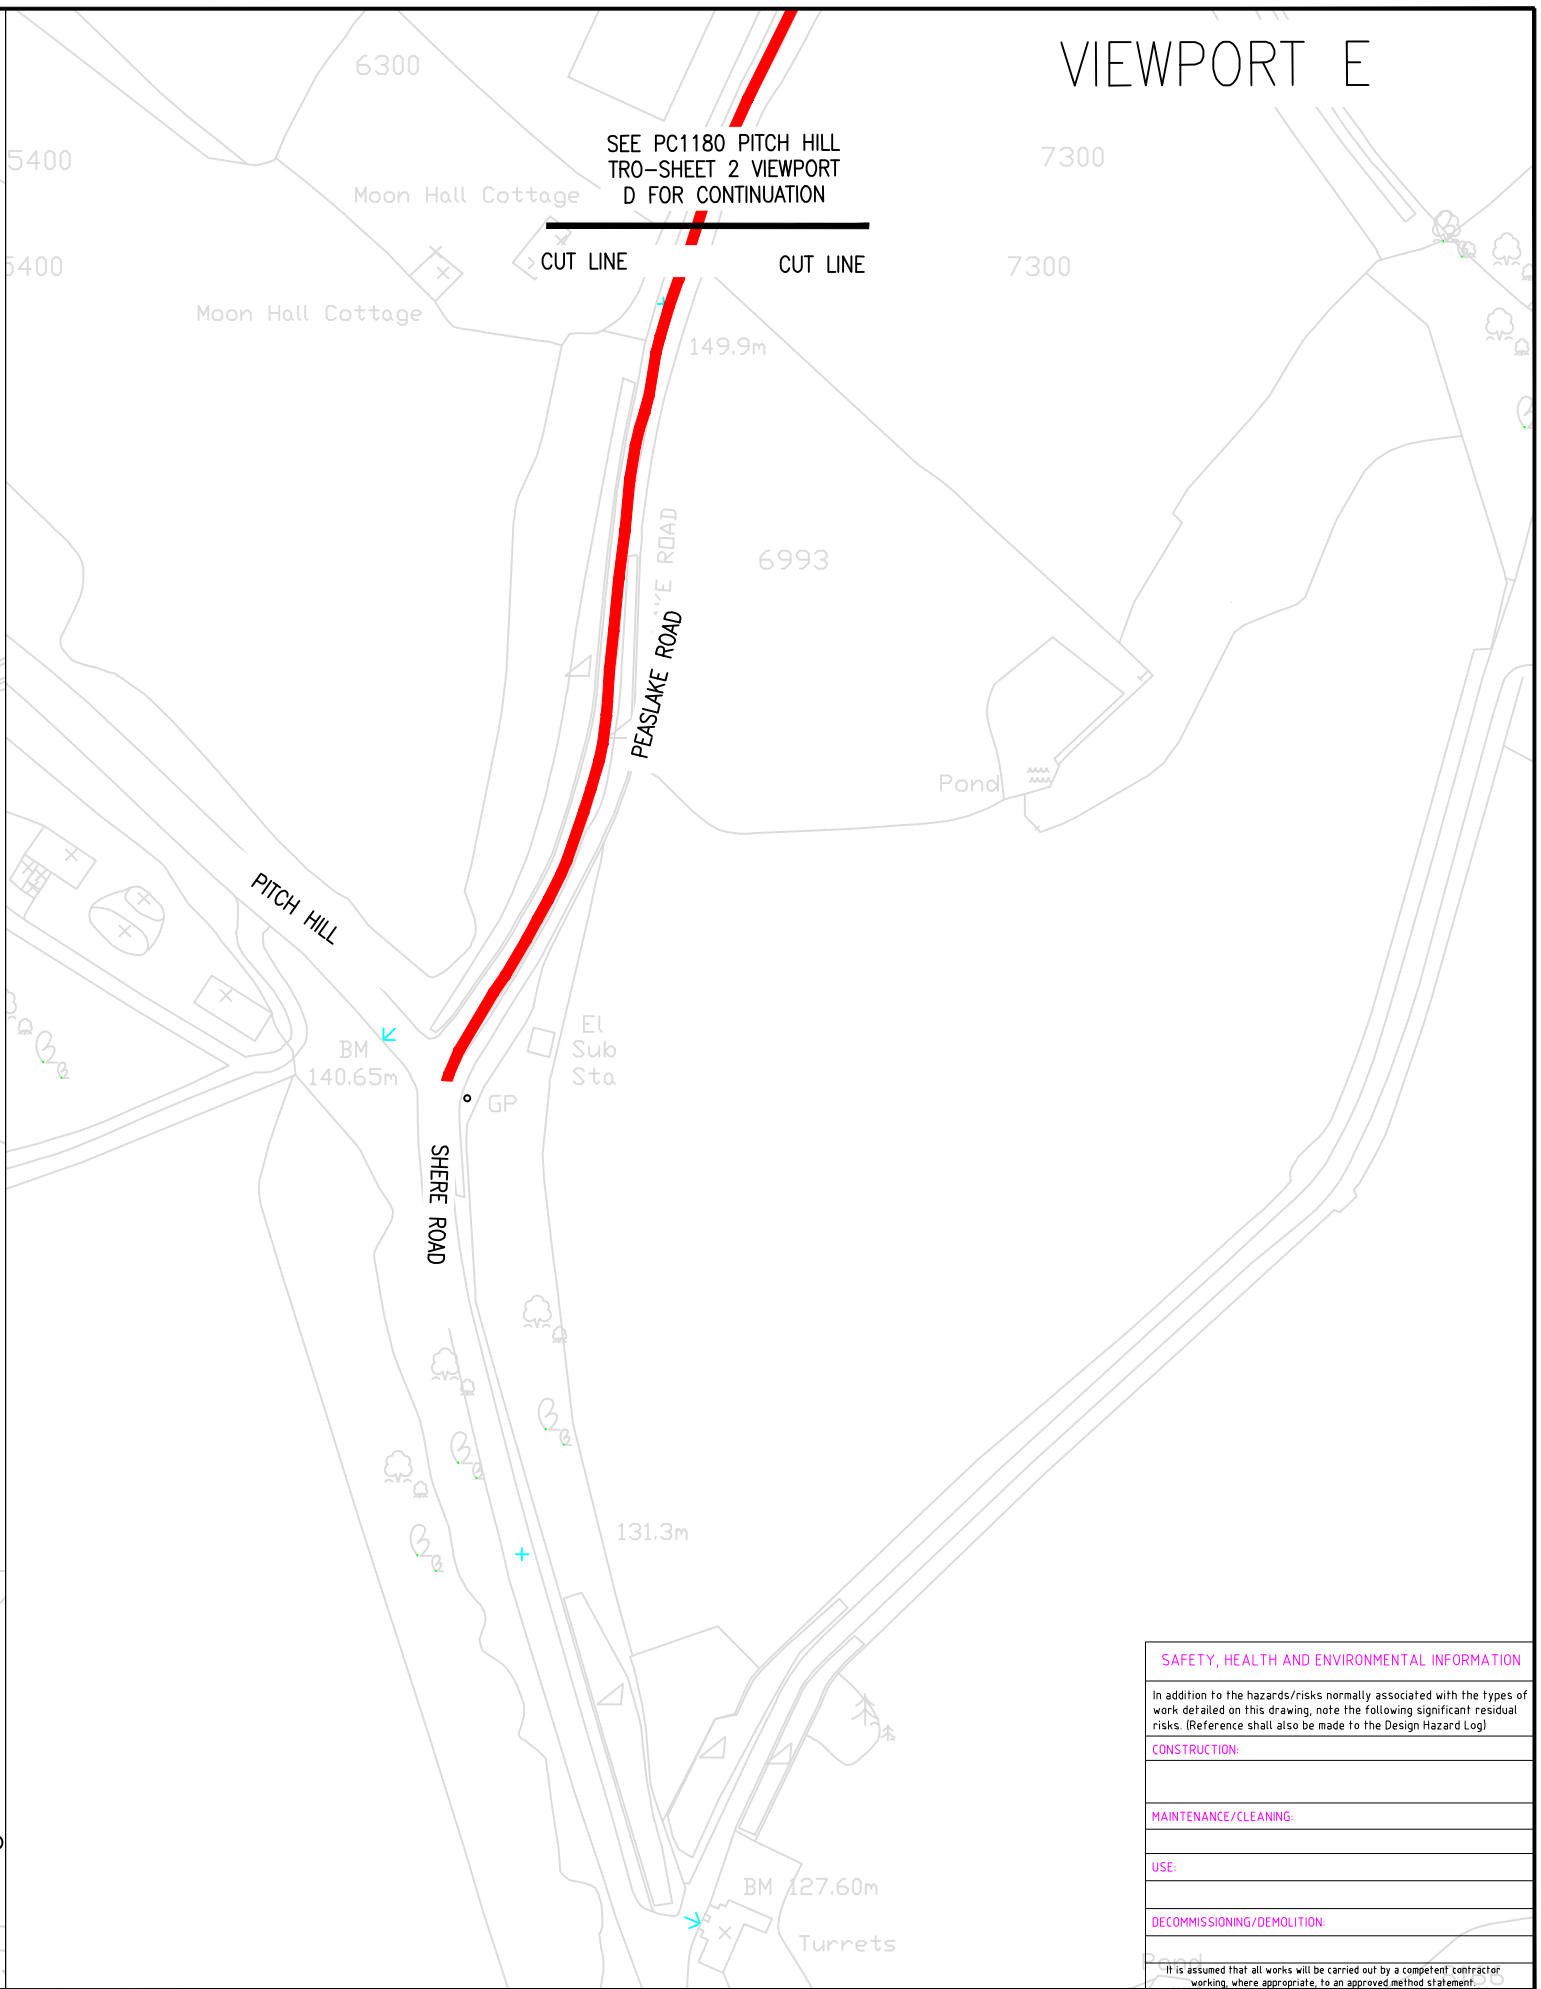 VIEWPORT E
6300
SEE PC1180 PITCH HILL
TRO-SHEET 2 VIEWPORT
D FOR CONTINUATION
5400
7300
Moon Hall Cottage
CUT LINE
CUT LINE
5400
7300
Moon Hall Cottage
149.9m
ROAD
6993
PEASLAKE ROAD
Pond
PITCH HILL
El
Sub
Sta
BM
140.65m
GP
SHERE ROAD
131.3m
BM 127.60m
Turrets
SAFETY, HEALTH AND ENVIRONMENTAL INFORMATION
In addition to the hazards/risks normally associated with the types of
work detailed on this drawing, note the following significant residual
risks. (Reference shall also be made to the Design Hazard Log)
CONSTRUCTION:
MAINTENANCE/CLEANING:
USE:
DECOMMISSIONING/DEMOLITION:
Pond
It is assumed that all works will be carried out by a competent contractor
working, where appropriate, to an approved method statement.